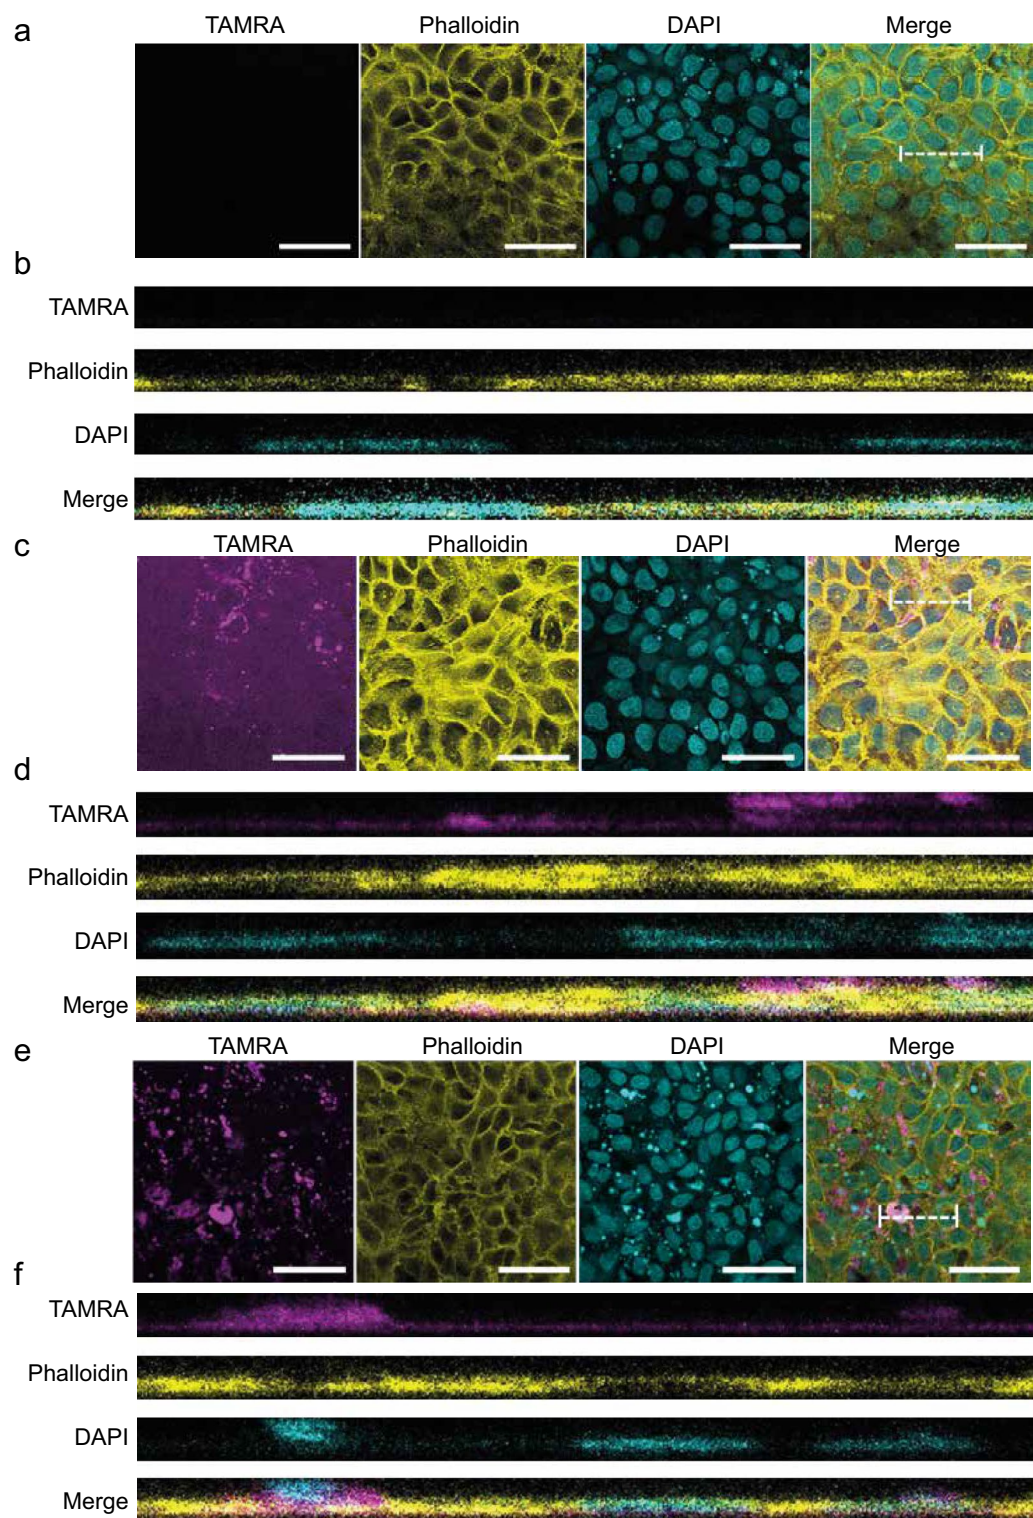 a
TAMRA Phalloidin DAPI Merge
b
TAMRA
Phalloidin
DAPI
Merge
c
TAMRA Phalloidin DAPI Merge
d
TAMRA
Phalloidin
DAPI
Merge
e
TAMRA Phalloidin DAPI Merge
f
TAMRA
Phalloidin
DAPI
Merge